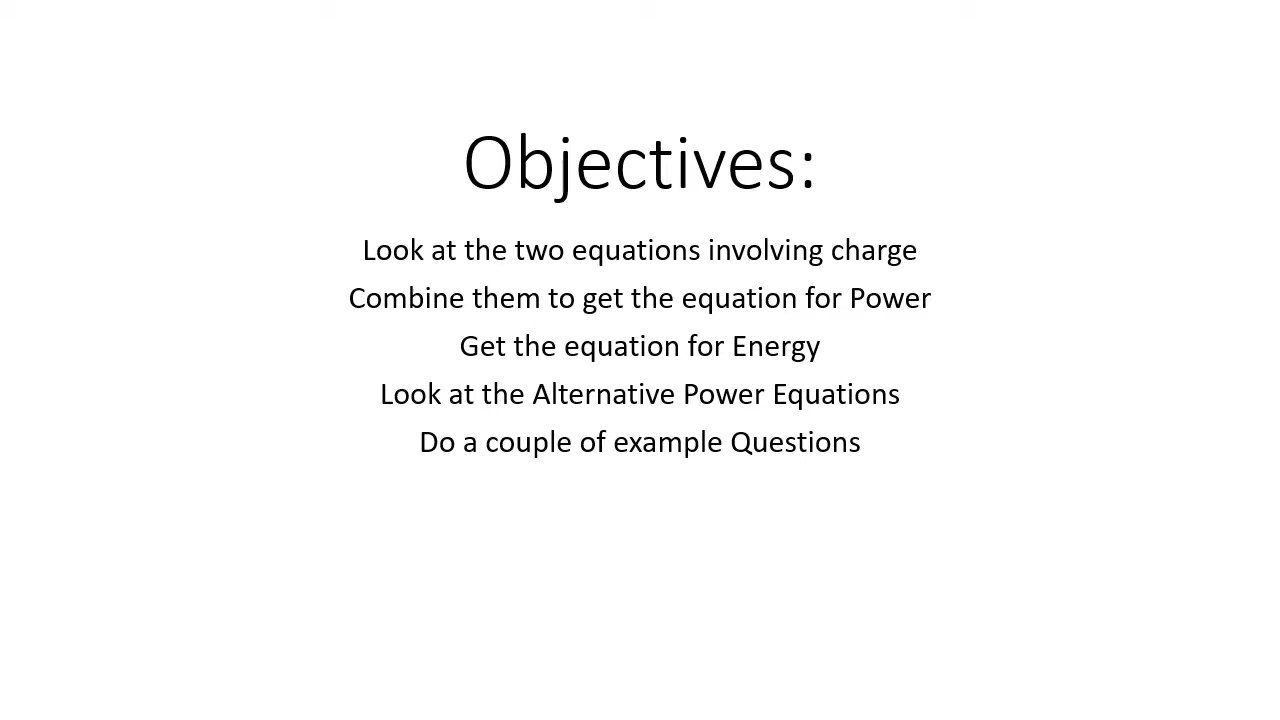 Objectives:
Look at the two equations involving charge
Combine them to get the equation for Power
Get the equation for Energy
Look at the Alternative Power Equations
Do a couple of example Questions